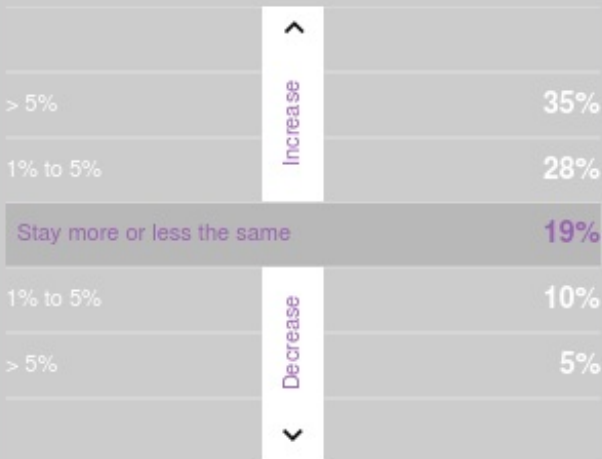 > 5%
35%
Increase
1% to 5%
28%
Stay more or less the same
19%
1% to 5%
10%
Decrease
> 5%
5%